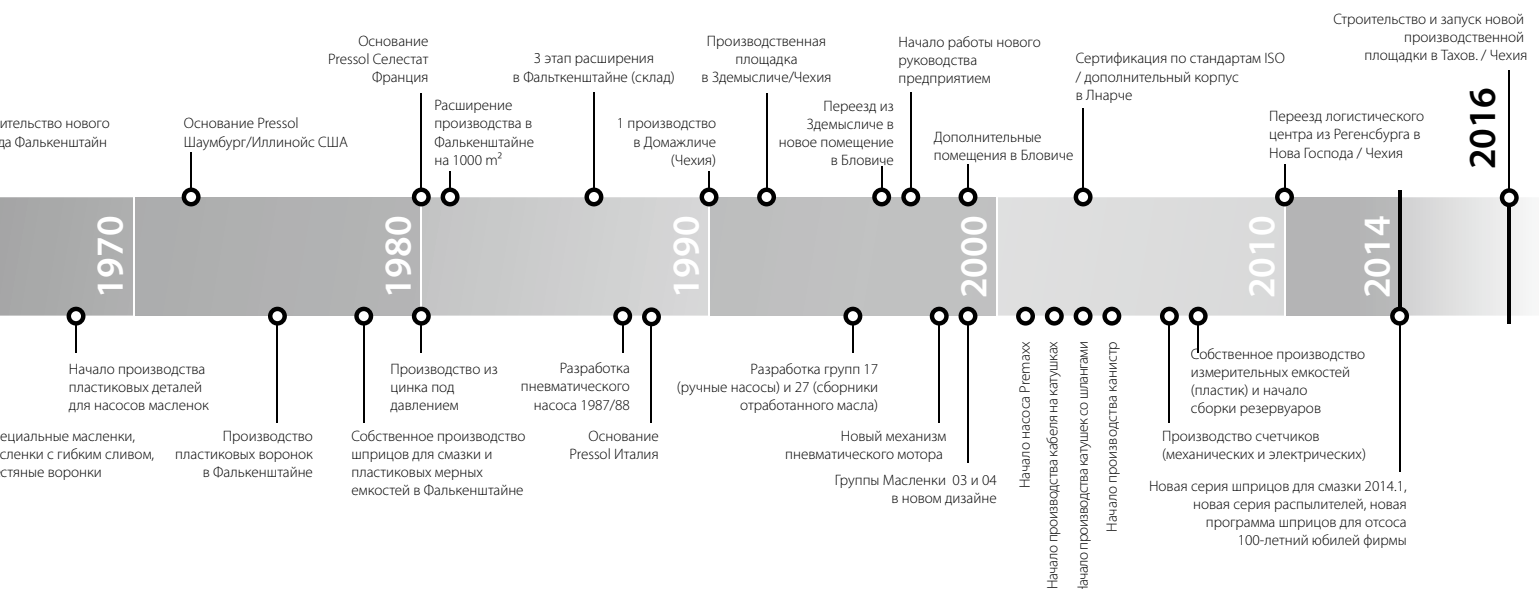 Строительство и запуск новой
производственной
площадки в Тахов. / Чехия
Основание
Pressol Селестат
Франция
3 этап расширения
в Фальткенштайне (склад)
Производственная
площадка
в Здемысличе/Чехия
Начало работы нового
руководства
предприятием
Сертификация по стандартам ISO
/ дополнительный корпус
в Лнарче
ительство нового
да Фалькенштайн
Основание Pressol
Шаумбург/Иллинойс США
Расширение
производства в
Фалькенштайне
на 1000 m²
1 производство
в Домажличе
(Чехия)
Переезд из
Здемысличе в
новое помещение
в Бловиче
Дополнительные
помещения в Бловиче
Переезд логистического
центра из Регенсбурга в
Нова Господа / Чехия
2016
1970
1980
1990
2000
2010
2014
Начало производства
пластиковых деталей
для насосов масленок
ециальные масленки,
сленки с гибким сливом,
стяные воронки
Производство
пластиковых воронок
в Фалькенштайне
Собственное производство
шприцов для смазки и
пластиковых мерных
емкостей в Фалькенштайне
Производство из
цинка под
давлением
Разработка
пневматического
насоса 1987/88
Основание
Pressol Италия
Разработка групп 17
(ручные насосы) и 27 (сборники
отработанного масла)
Новый механизм
пневматического мотора
Группы Масленки 03 и 04
в новом дизайне
Начало насоса Premaxx
Начало производства кабеля на катушках
Начало производства катушек со шлангами
Начало производства канистр
Собственное производство
измерительных емкостей
(пластик) и начало
сборки резервуаров
Производство счетчиков
(механических и электрических)
Новая серия шприцов для смазки 2014.1,
новая серия распылителей, новая
программа шприцов для отсоса
100-летний юбилей фирмы